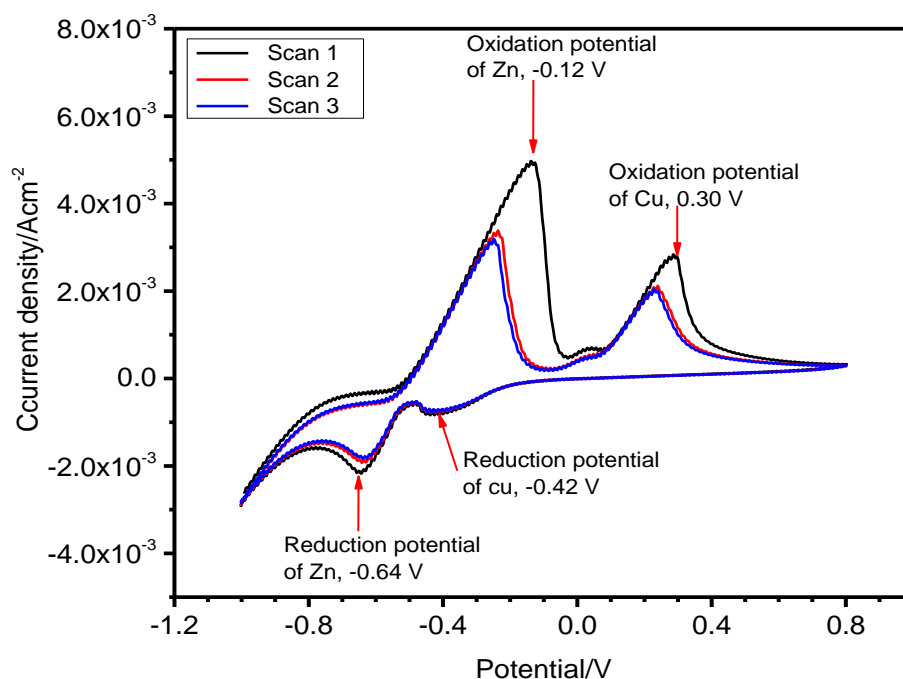 8.0x10⁻³
6.0x10⁻³
4.0x10⁻³
2.0x10⁻³
0.0
-2.0x10⁻³
-4.0x10⁻³
Ccurrent density/Acm⁻²
Scan 1
Scan 2
Scan 3
Oxidation potential
of Zn, -0.12 V
Oxidation potential
of Cu, 0.30 V
Reduction potential
of cu, -0.42 V
Reduction potential
of Zn, -0.64 V
-1.2 -0.8 -0.4 0.0 0.4 0.8
Potential/V